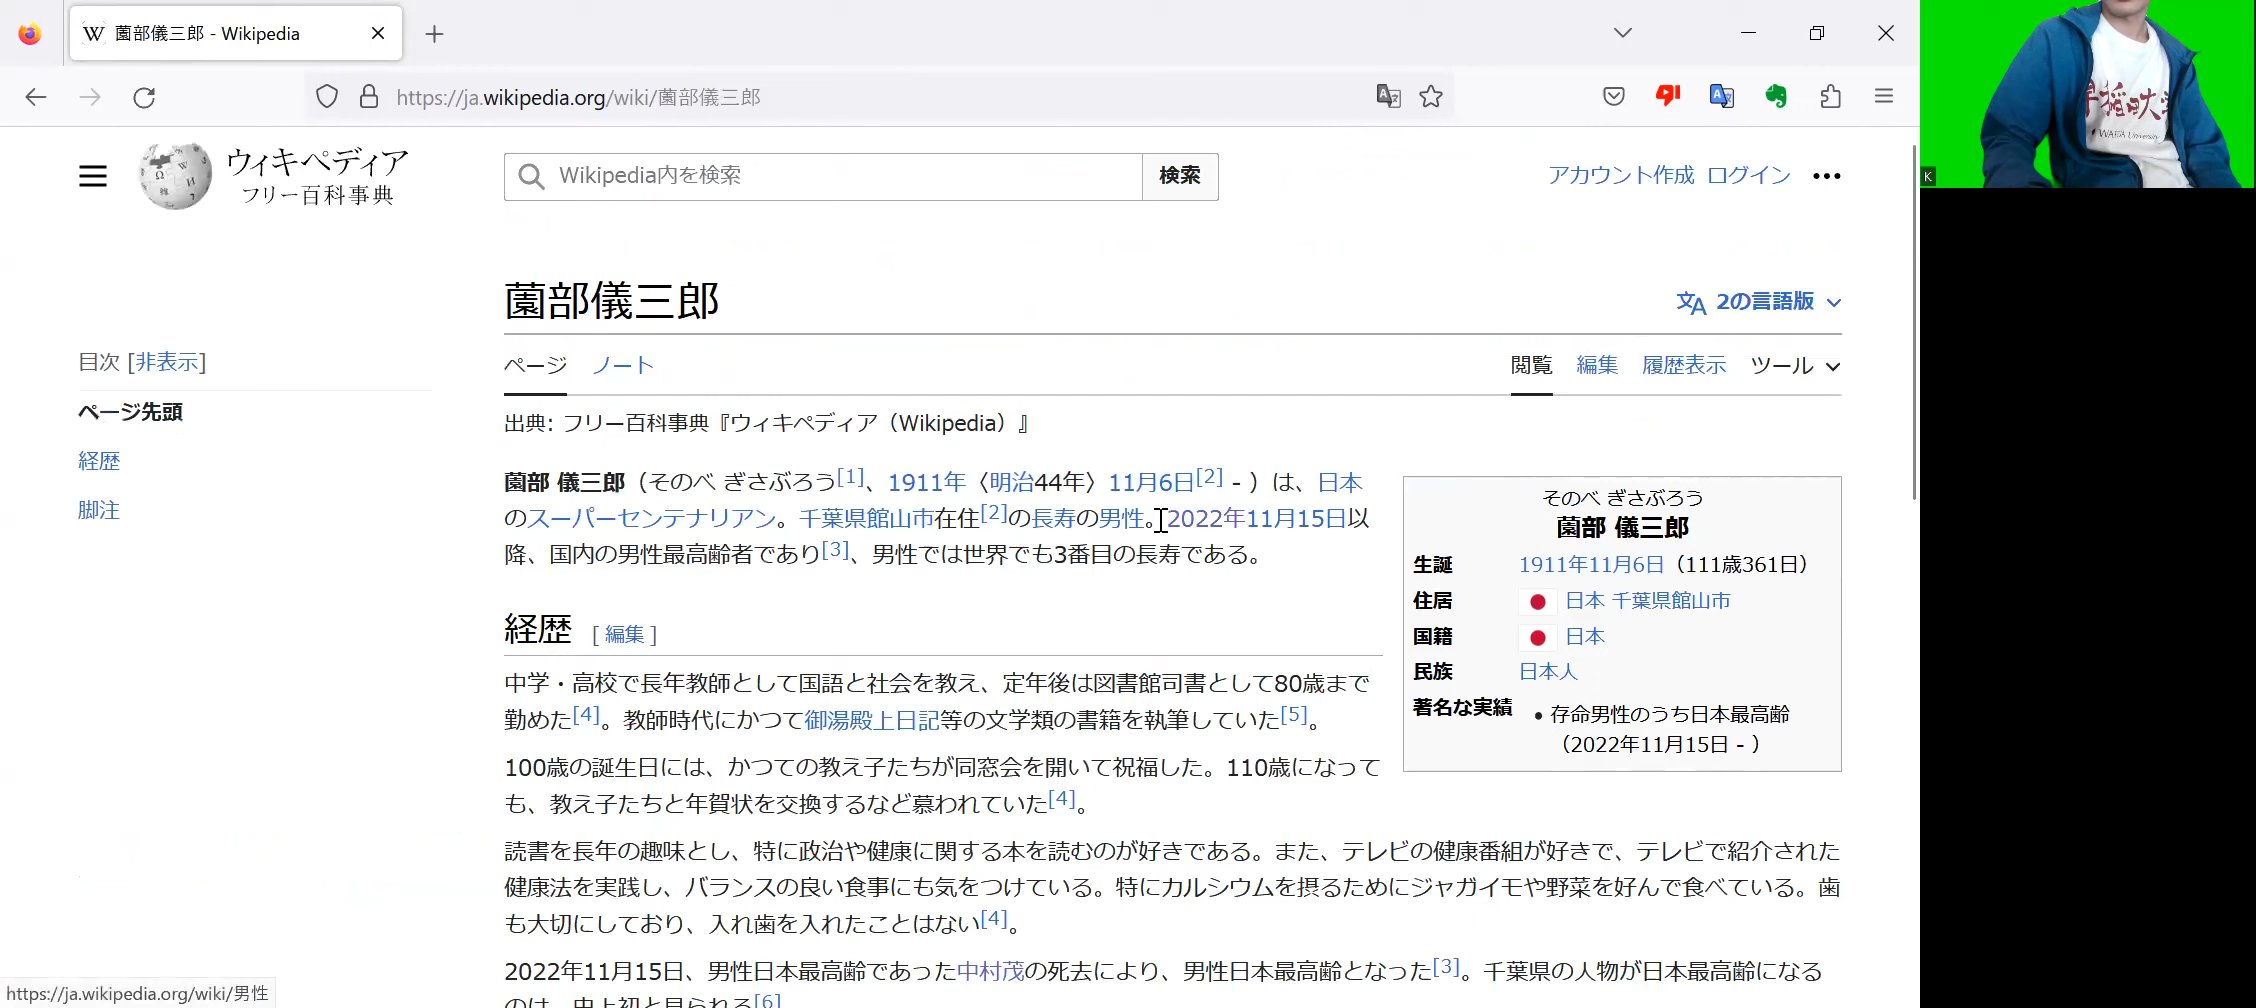 薗部儀三郎 - Wikipedia
https://ja.wikipedia.org/wiki/薗部儀三郎
ウィキペディア
フリー百科事典
Wikipedia内を検索
検索
アカウント作成 ログイン
薗部儀三郎
2の言語版
目次 [非表示]
ページ先頭
経歴
脚注
ページ ノート
閲覧 編集 履歴表示 ツール
出典: フリー百科事典『ウィキペディア（Wikipedia）』
薗部 儀三郎（そのべ ぎさぶろう[1]、1911年〈明治44年〉11月6日[2] - ）は、日本
のスーパーセンテナリアン。千葉県館山市在住[2]の長寿の男性。2022年11月15日以
降、国内の男性最高齢者であり[3]、男性では世界でも3番目の長寿である。
そのべ ぎさぶろう
薗部 儀三郎
生誕 1911年11月6日（111歳361日）
住居 日本 千葉県館山市
国籍 日本
民族 日本人
著名な実績 • 存命男性のうち日本最高齢
（2022年11月15日 - ）
経歴 [ 編集 ]
中学・高校で長年教師として国語と社会を教え、定年後は図書館司書として80歳まで
勤めた[4]。教師時代にかつて御湯殿上日記等の文学類の書籍を執筆していた[5]。
100歳の誕生日には、かつての教え子たちが同窓会を開いて祝福した。110歳になって
も、教え子たちと年賀状を交換するなど慕われていた[4]。
読書を長年の趣味とし、特に政治や健康に関する本を読むのが好きである。また、テレビの健康番組が好きで、テレビで紹介された
健康法を実践し、バランスの良い食事にも気をつけている。特にカルシウムを摂るためにジャガイモや野菜を好んで食べている。歯
も大切にしており、入れ歯を入れたことはない[4]。
2022年11月15日、男性日本最高齢であった中村茂の死去により、男性日本最高齢となった[3]。千葉県の人物が日本最高齢になる
のは、史上初と見られる[6]
https://ja.wikipedia.org/wiki/男性
早稲田大学
K